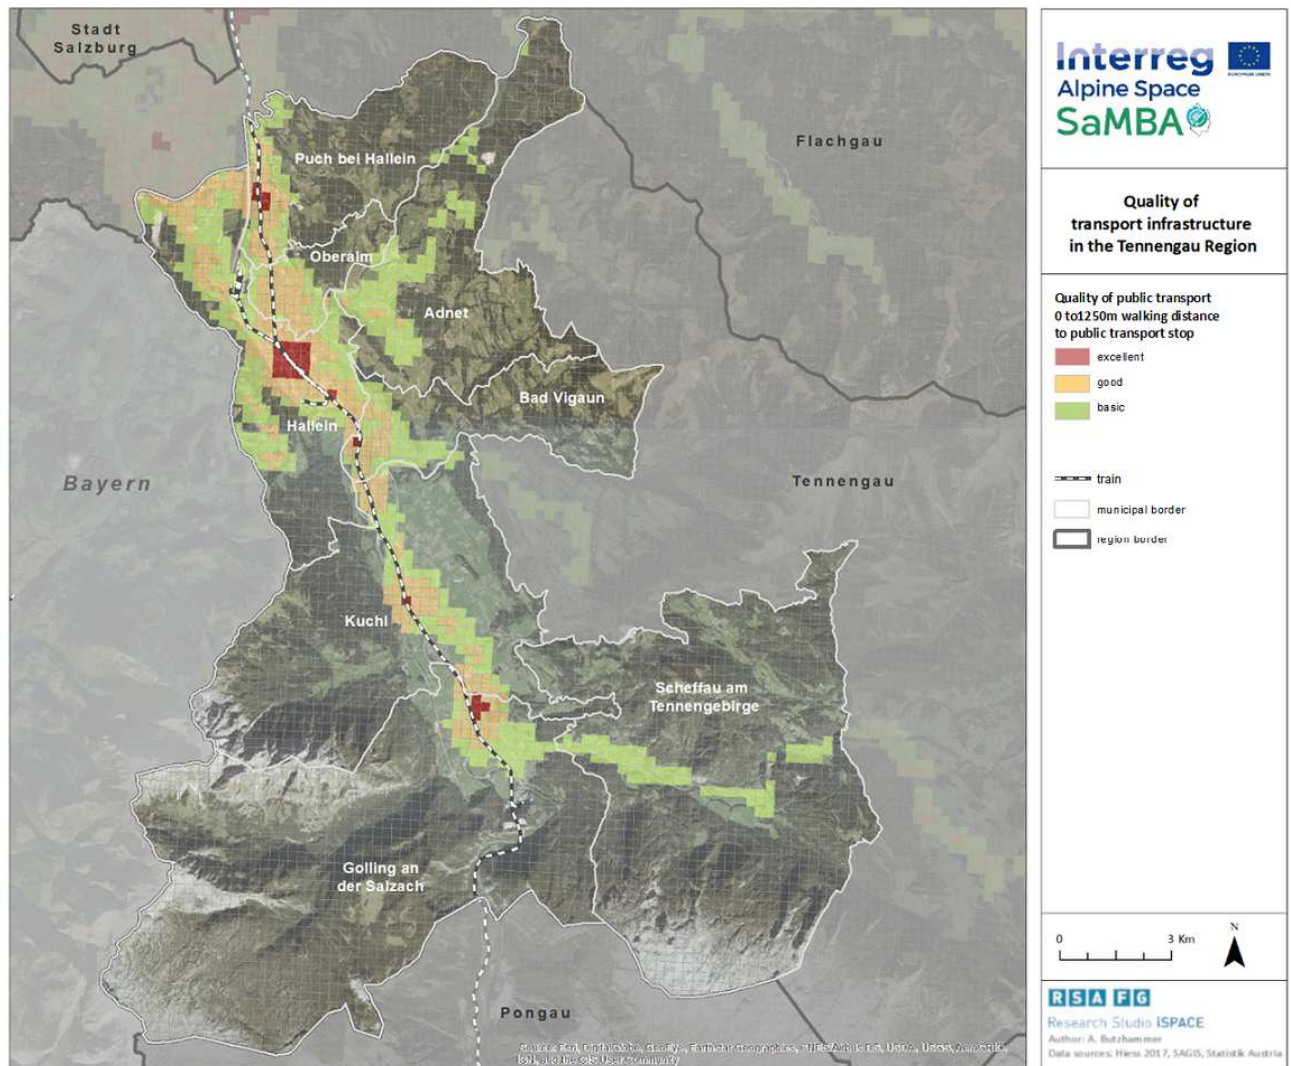 Stadt
Salzburg
Puch bei Hallein
Flachgau
Oberalm
Adnet
Bad Vigaun
Hallein
Bayern
Tennengau
Kuchl
Scheffau am
Tennengebirge
Golling an
der Salzach
Pongau
Interreg
EUROPEAN UNION
Alpine Space
SaMBA
Quality of
transport infrastructure
in the Tennengau Region
Quality of public transport
0 to1250m walking distance
to public transport stop
excellent
good
basic
train
municipal border
region border
0 3 Km
N
RSA FG
Research Studio iSPACE
Author: A. Butzhammer
Data sources: Hiess 2017, SAGIS, Statistik Austria